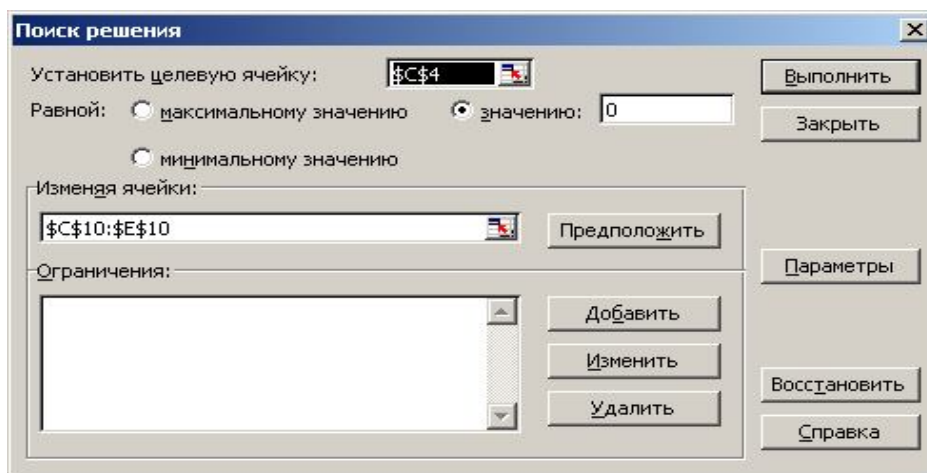 Поиск решения
Установить целевую ячейку: $C$4
Выполнить
Равной: максимальному значению значению: 0
Закрыть
минимальному значению
Изменяя ячейки:
$C$10:$E$10
Предположить
Ограничения:
Параметры
Добавить
Изменить
Восстановить
Удалить
Справка